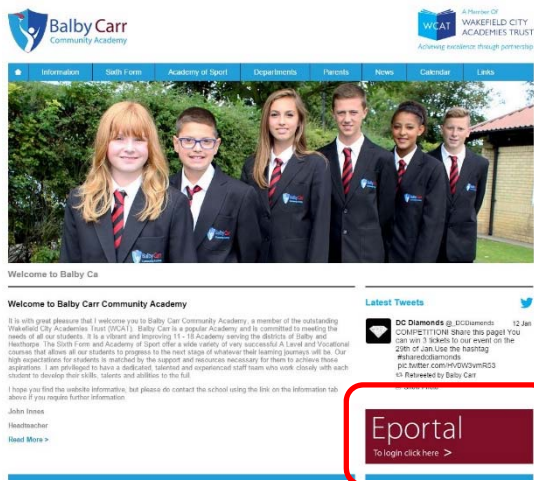 Balby Carr
Community Academy
A Member Of
WCAT
WAKEFIELD CITY
ACADEMIES TRUST
Achieving excellence through partnership
Information Sixth Form Academy of Sport Departments Parents News Calendar Links
Welcome to Balby Ca
Welcome to Balby Carr Community Academy
It is with great pleasure that I welcome you to Balby Carr Community Academy, a member of the outstanding
Wakefield City Academies Trust (WCAT). Balby Carr is a popular Academy and is committed to meeting the
needs of all our students. It is a vibrant and improving 11 - 18 Academy serving the districts of Balby and
Hexthorpe. The Sixth Form and Academy of Sport offer a wide variety of very successful A Level and Vocational
courses that allows all our students to progress to the next stage of whatever their learning journeys will be. Our
high expectations for students is matched by the support and resources necessary for them to achieve those
aspirations. I am privileged to have a dedicated, talented and experienced staff team who work closely with each
student to develop their skills, talents and abilities to the full.
I hope you find the website informative, but please do contact the school using the link on the information tab
above if you require further information
John Innes
Headteacher
Read More >
Latest Tweets
DC Diamonds @_DCDiamonds 12 Jan
COMPETITION! Share this page! You
can win 3 tickets to our event on the
29th of Jan.Use the hashtag
#shareddcdiamonds
Retweeted by Balby Carr
Eportal
To login click here >